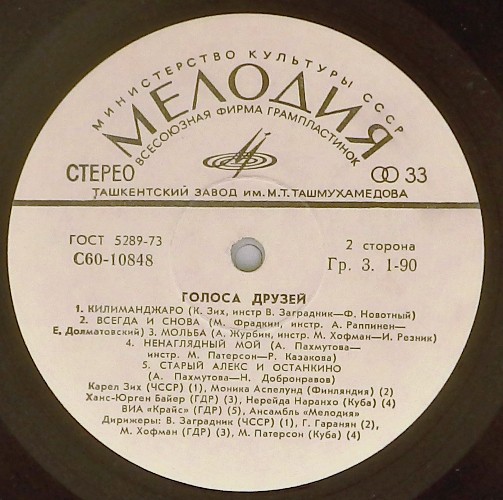 МИНИСТЕРСТВО КУЛЬТУРЫ СССР
МЕЛОДИЯ
ВСЕСОЮЗНАЯ ФИРМА ГРАМПЛАСТИНОК
СТЕРЕО
33
ТАШКЕНТСКИЙ ЗАВОД ИМ. М.Т. ТАШМУХАМЕДОВА
ГОСТ 5289-73
2 сторона
С60-10848
Гр. 3. 1-90
ГОЛОСА ДРУЗЕЙ
1. КИЛИМАНДЖАРО (К. Зих, инстр В. Заградник—Ф. Новотный)
2. ВСЕГДА И СНОВА (М. Фрадкин, инстр. А. Раппинен—
Е. Долматовский) 3. МОЛЬБА (А. Журбин, инстр. М. Хофман—И. Резник)
4. НЕНАГЛЯДНЫЙ МОЙ (А. Пахмутова—
инстр. М. Патерсон—Р. Казакова)
5. СТАРЫЙ АЛЕКС И ОСТАНКИНО
(А. Пахмутова—Н. Добронравов)
Карел Зих (ЧССР) (1), Моника Аспелунд (Финляндия) (2)
Ханс-Юрген Байер (ГДР) (3), Нерейда Наранхо (Куба) (4)
ВИА «Крайс» (ГДР) (5), Ансамбль «Мелодия»
Дирижеры: В. Заградник (ЧССР) (1), Г. Гаранян (2),
М. Хофман (ГДР) (3), М. Патерсон (Куба) (4)